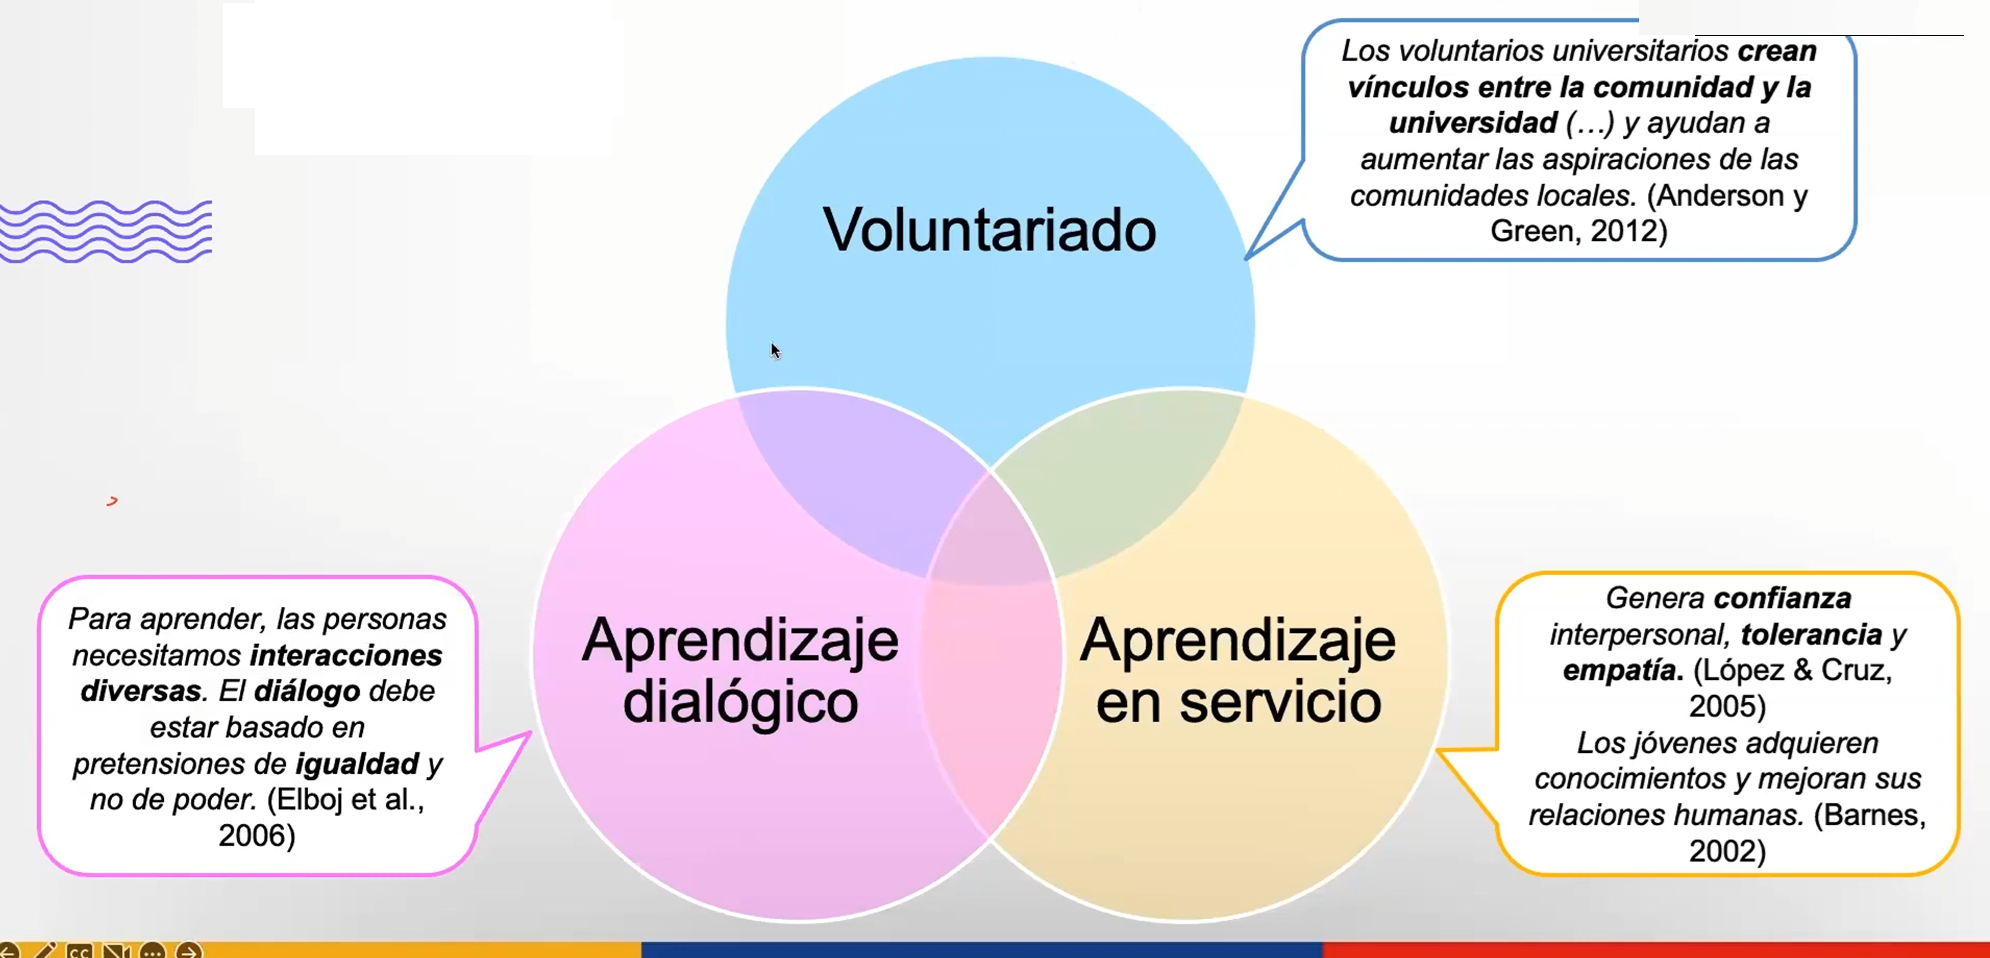 Los voluntarios universitarios crean
vínculos entre la comunidad y la
universidad (...) y ayudan a
aumentar las aspiraciones de las
comunidades locales. (Anderson y
Green, 2012)
Voluntariado
Aprendizaje
dialógico
Aprendizaje
en servicio
Para aprender, las personas
necesitamos interacciones
diversas. El diálogo debe
estar basado en
pretensiones de igualdad y
no de poder. (Elboj et al.,
2006)
Genera confianza
interpersonal, tolerancia y
empatía. (López & Cruz,
2005)
Los jóvenes adquieren
conocimientos y mejoran sus
relaciones humanas. (Barnes,
2002)
CC